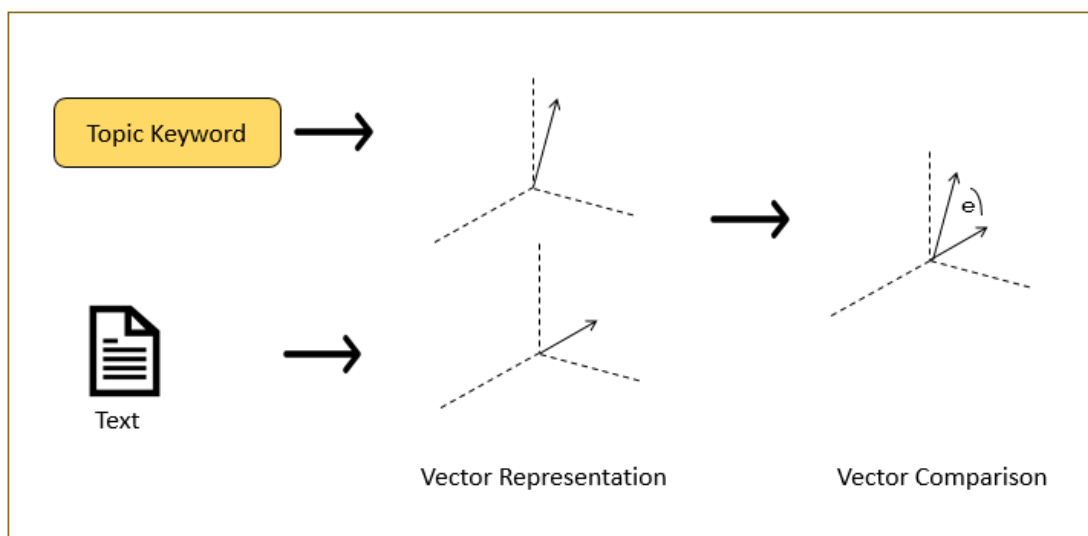 Topic Keyword
e
Text
Vector Representation
Vector Comparison